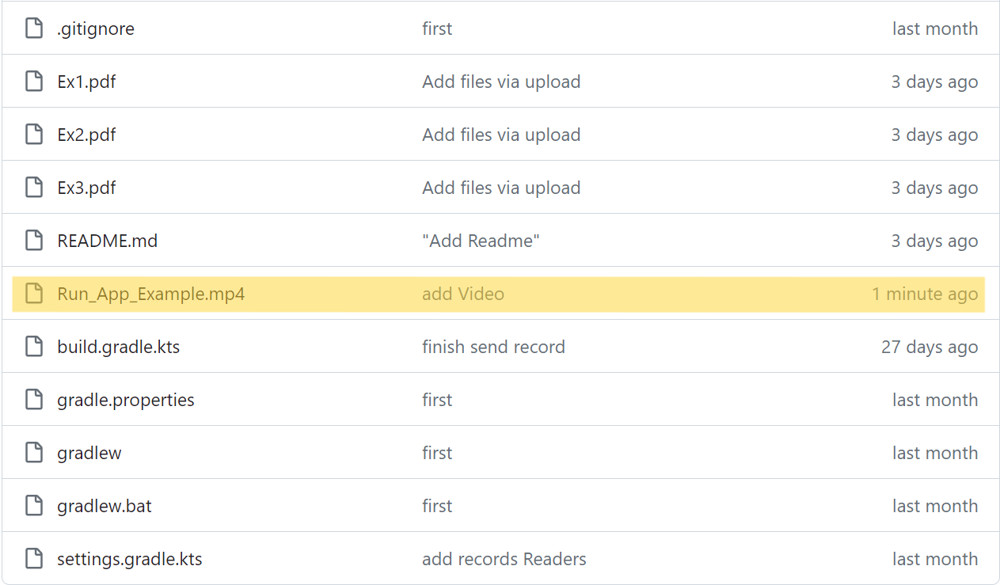 .gitignore first last month
Ex1.pdf Add files via upload 3 days ago
Ex2.pdf Add files via upload 3 days ago
Ex3.pdf Add files via upload 3 days ago
README.md "Add Readme" 3 days ago
Run_App_Example.mp4 add Video 1 minute ago
build.gradle.kts finish send record 27 days ago
gradle.properties first last month
gradlew first last month
gradlew.bat first last month
settings.gradle.kts add records Readers last month